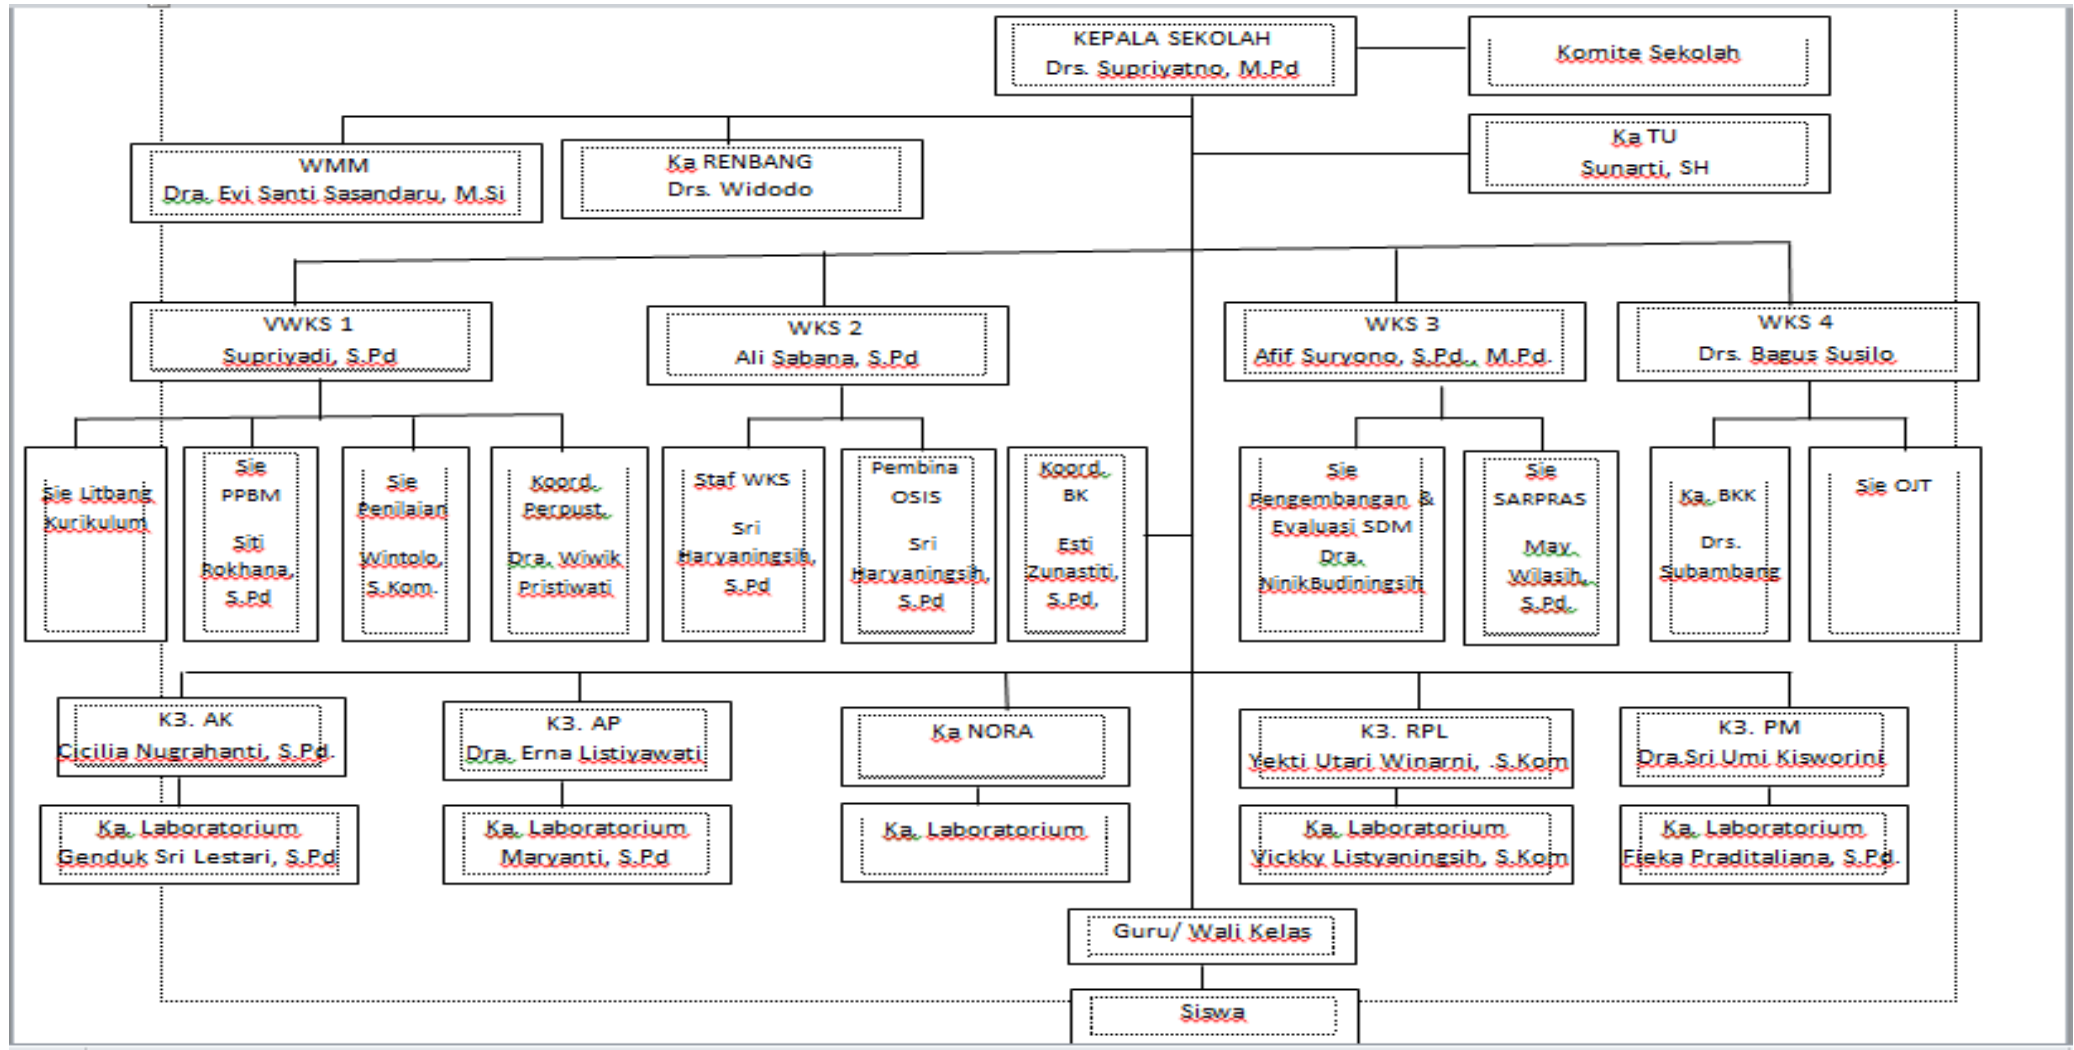 KEPALA SEKOLAH
Drs. Supriyatno, M.Pd
Komite Sekolah
Ka TU
Sunarti, SH
WMM
Dra. Evi Santi Sasandaru, M.Si
Ka RENBANG
Drs. Widodo
VWKS 1
Supriyadi, S.Pd
WKS 2
Ali Sabana, S.Pd
WKS 3
Afif Suryono, S.Pd., M.Pd.
WKS 4
Drs. Bagus Susilo
Sie Litbang
Kurikulum
Sie
PPBM
Siti
Rokhana,
S.Pd
Sie
Penilaian
Wintolo,
S.Kom.
Koord.
Perpust.
Dra. Wiwik
Pristiwati
Staf WKS
Sri
Haryaningsih,
S.Pd
Pembina
OSIS
Sri
Haryaningsih,
S.Pd
Koord.
BK
Esti
Zunastiti,
S.Pd,
Sie
Pengembangan &
Evaluasi SDM
Dra.
NinikBudiningsih
Sie
SARPRAS
May
Wilasih,
S.Pd.
Ka. BKK
Drs.
Subambang
Sie OJT
K3. AK
Cicilia Nugrahanti, S.Pd.
K3. AP
Dra. Erna Listiyawati
Ka NORA
K3. RPL
Yekti Utari Winarni, .S.Kom
K3. PM
Dra.Sri Umi Kisworini
Ka. Laboratorium
Genduk Sri Lestari, S.Pd
Ka. Laboratorium
Maryanti, S.Pd
Ka. Laboratorium
Ka. Laboratorium
Vickky Listyaningsih, S.Kom
Ka. Laboratorium
Fieka Praditaliana, S.Pd.
Guru/ Wali Kelas
Siswa